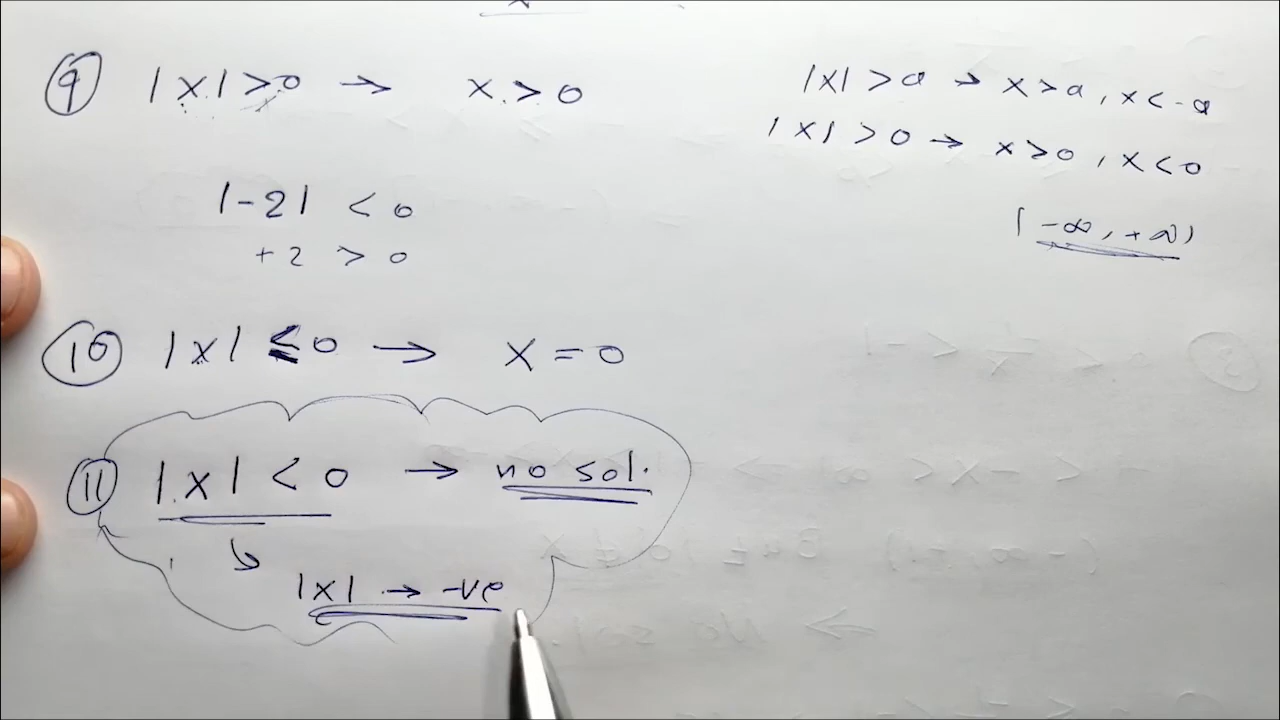 ⑨ |x| > 0 → x > 0
|x| > a → x > a, x < -a
|x| > 0 → x > 0, x < 0
(-∞, +∞)
|-2| < 0
+2 > 0
⑩ |x| ≤ 0 → x = 0
⑪ |x| < 0 → no sol.
↳ |x| → -ve